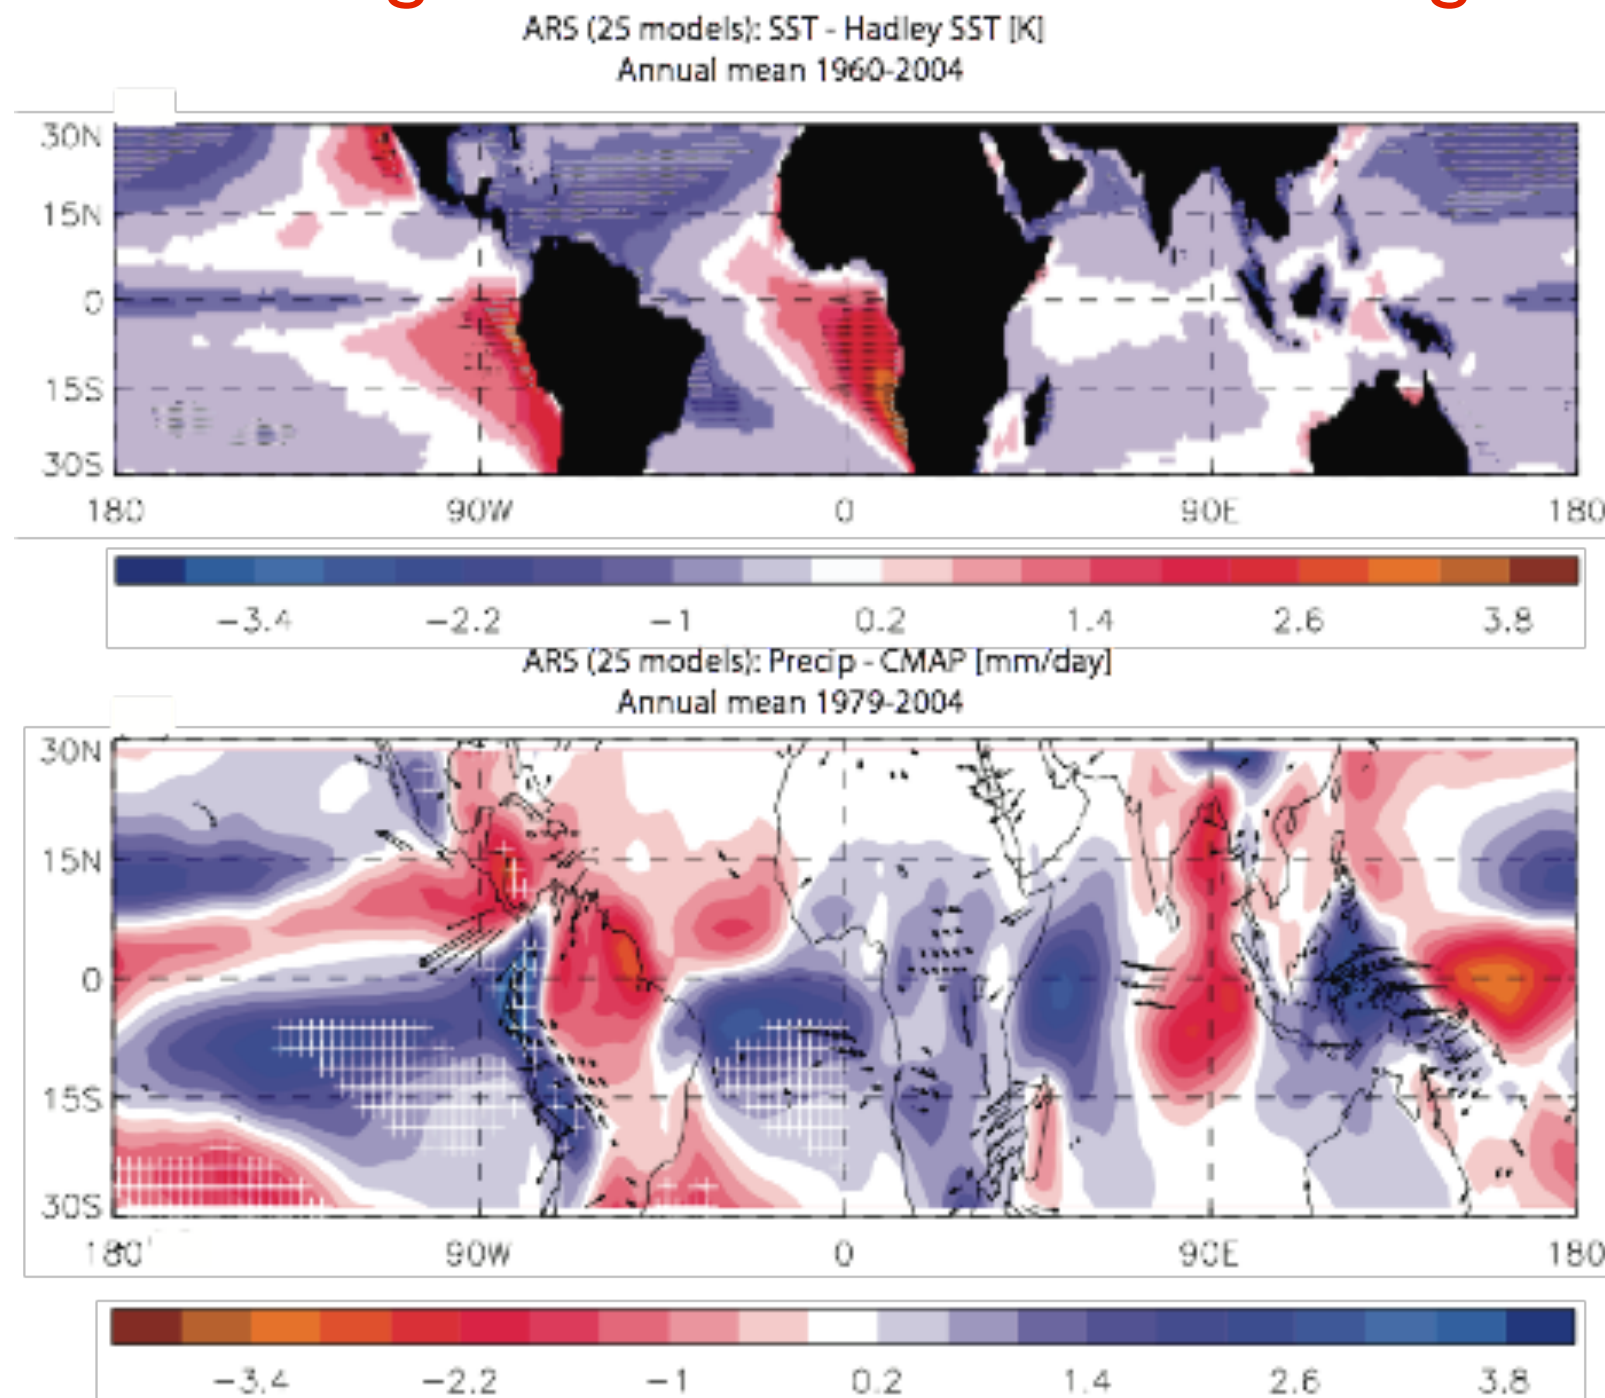 ARS (25 models): SST - Hadley SST [K]
Annual mean 1960-2004
30N
15N
0
15S
30S
180 90W 0 90E 180
−3.4 −2.2 −1 0.2 1.4 2.6 3.8
ARS (25 models): Precip - CMAP [mm/day]
Annual mean 1979-2004
30N
15N
0
15S
30S
180 90W 0 90E 180
−3.4 −2.2 −1 0.2 1.4 2.6 3.8